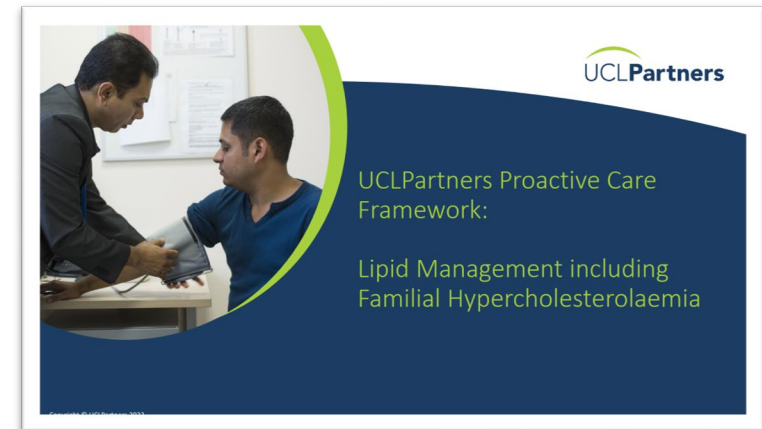 UCLPartners
UCLPartners Proactive Care
Framework:
Lipid Management including
Familial Hypercholesterolaemia